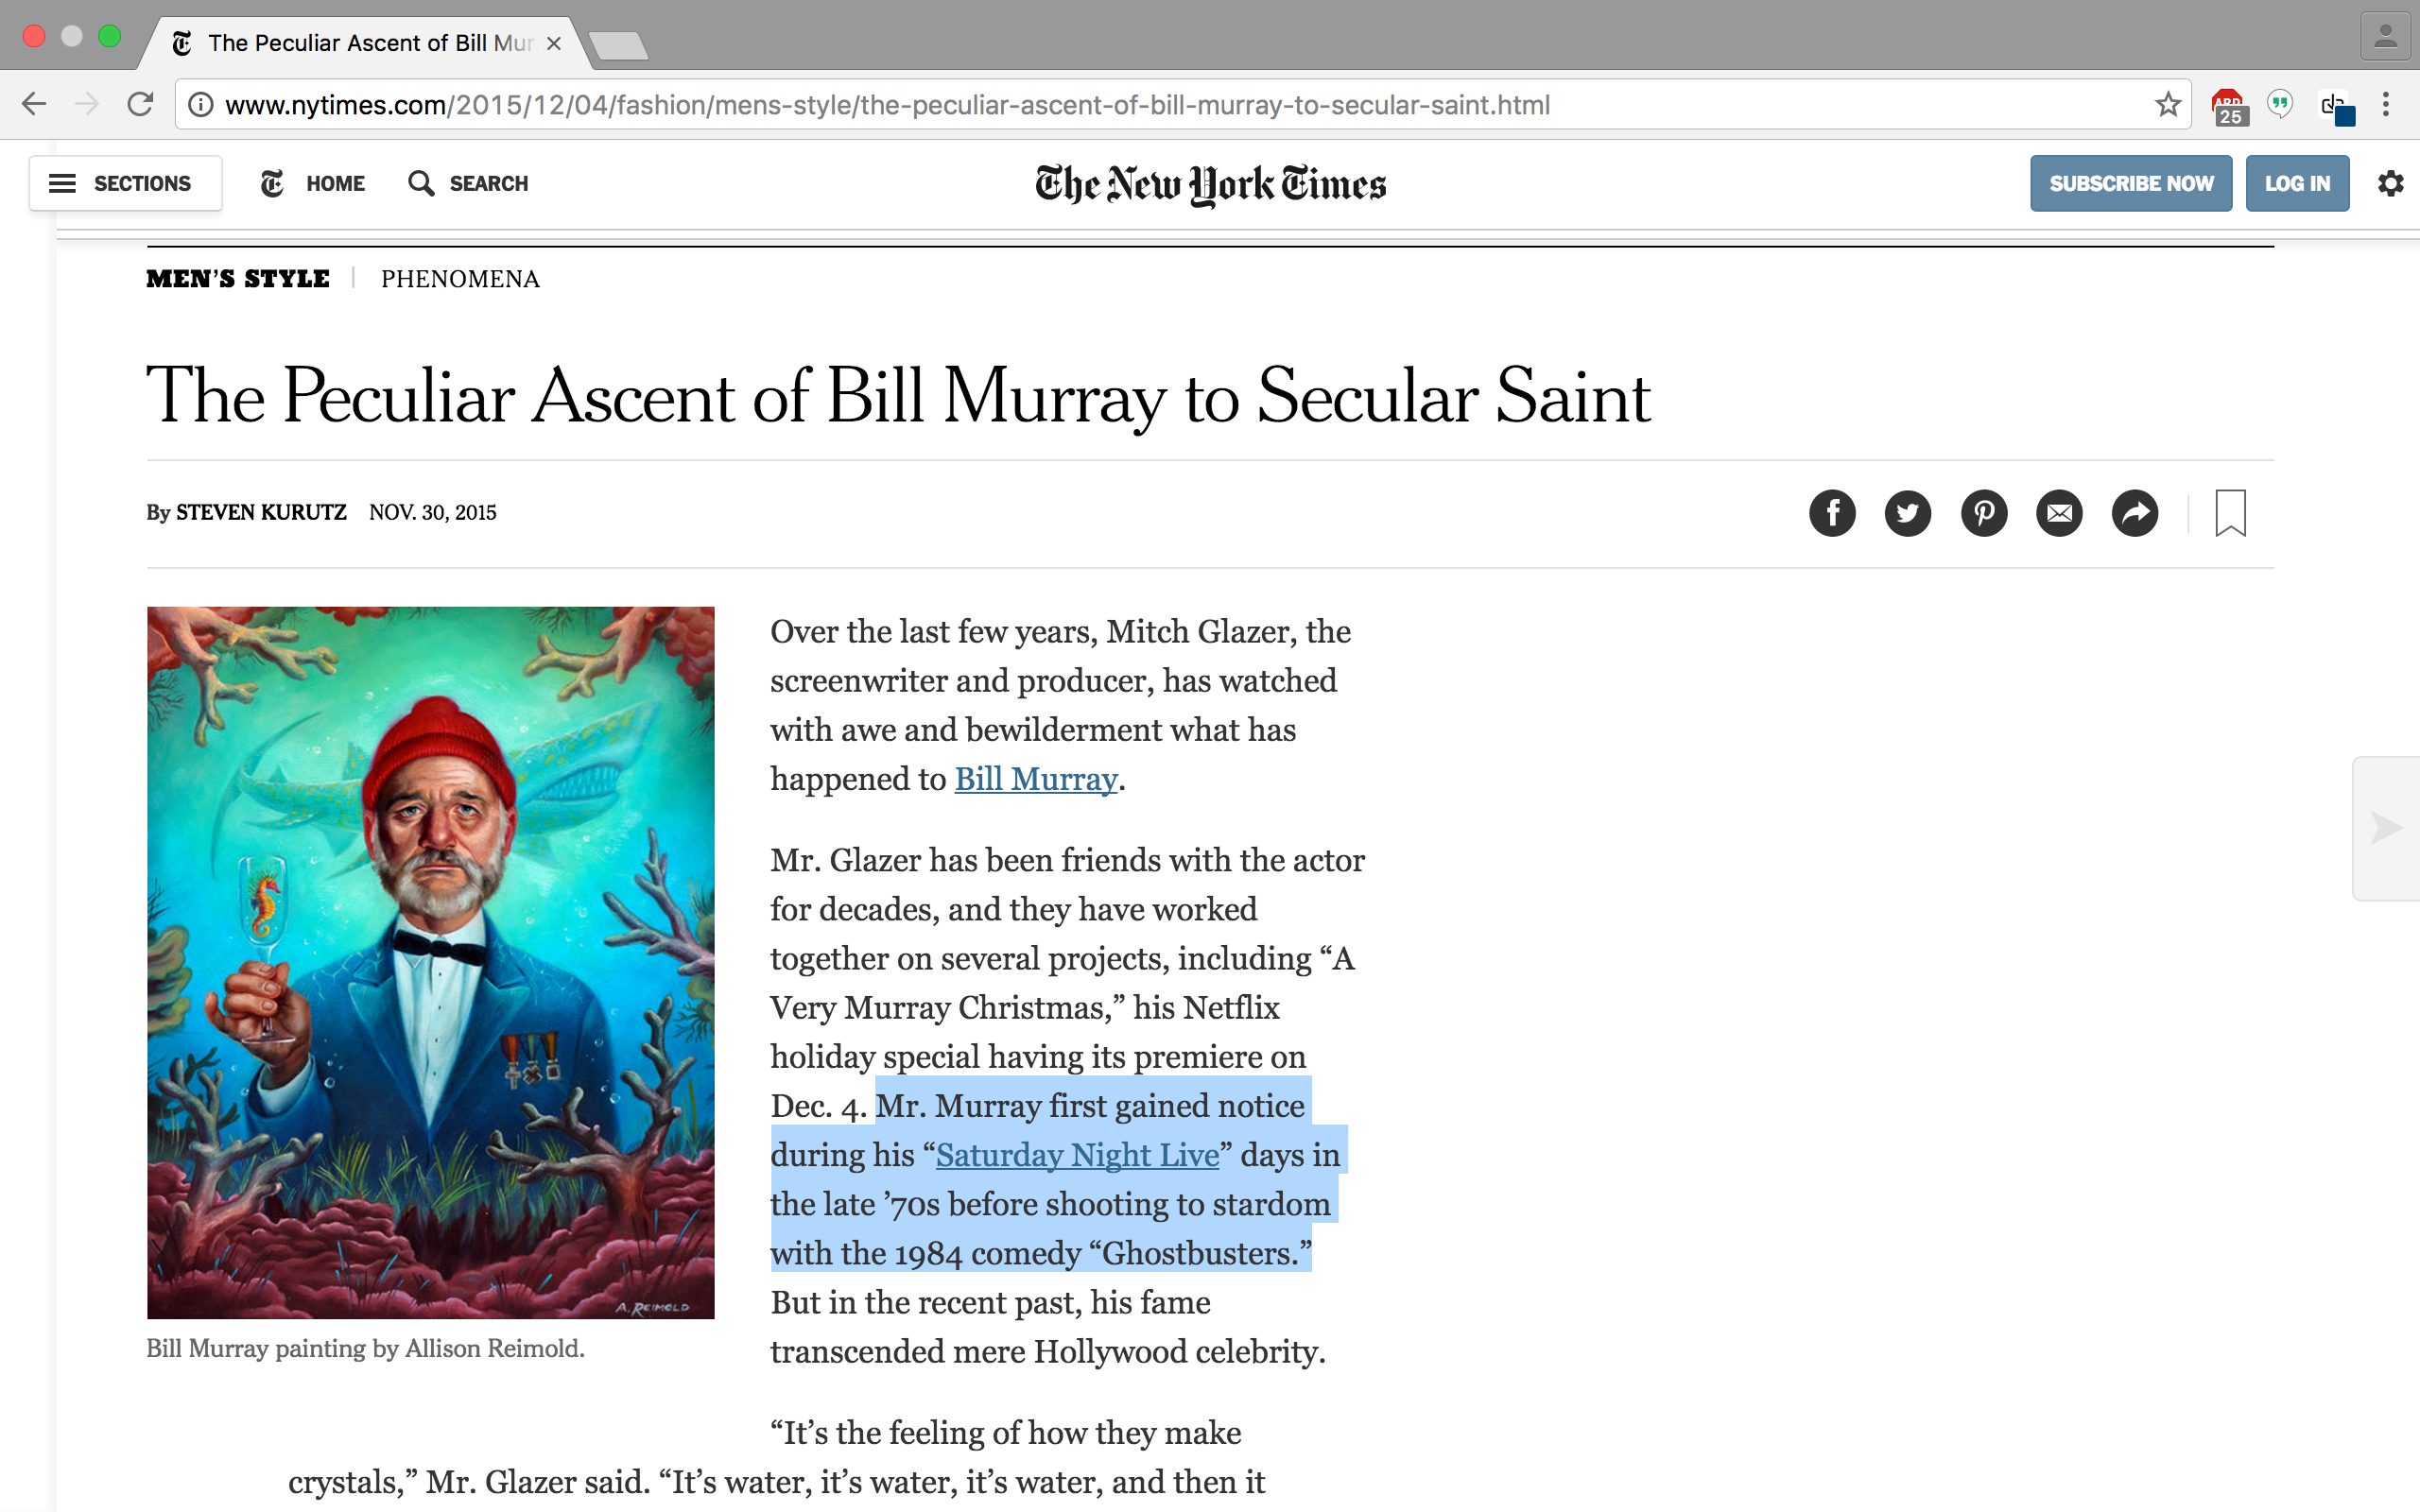 The Peculiar Ascent of Bill Mur
www.nytimes.com/2015/12/04/fashion/mens-style/the-peculiar-ascent-of-bill-murray-to-secular-saint.html
ABP
25
SECTIONS
HOME
SEARCH
The New York Times
SUBSCRIBE NOW
LOG IN
MEN’S STYLE
PHENOMENA
The Peculiar Ascent of Bill Murray to Secular Saint
By STEVEN KURUTZ NOV. 30, 2015
A. REIMOLD
Bill Murray painting by Allison Reimold.
Over the last few years, Mitch Glazer, the
screenwriter and producer, has watched
with awe and bewilderment what has
happened to Bill Murray.
Mr. Glazer has been friends with the actor
for decades, and they have worked
together on several projects, including “A
Very Murray Christmas,” his Netflix
holiday special having its premiere on
Dec. 4. Mr. Murray first gained notice
during his “Saturday Night Live” days in
the late ’70s before shooting to stardom
with the 1984 comedy “Ghostbusters.”
But in the recent past, his fame
transcended mere Hollywood celebrity.
“It’s the feeling of how they make
crystals,” Mr. Glazer said. “It’s water, it’s water, it’s water, and then it